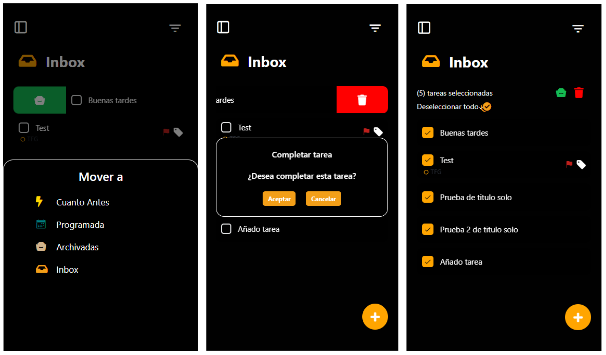 Inbox
Buenas tardes
Test
Mover a
Cuanto Antes
Programada
Archivadas
Inbox
Inbox
ardes
Test
Completar tarea
¿Desea completar esta tarea?
Aceptar
Cancelar
Añado tarea
Inbox
(5) tareas seleccionadas
Deseleccionar todo
Buenas tardes
Test
Prueba de titulo solo
Prueba 2 de titulo solo
Añado tarea